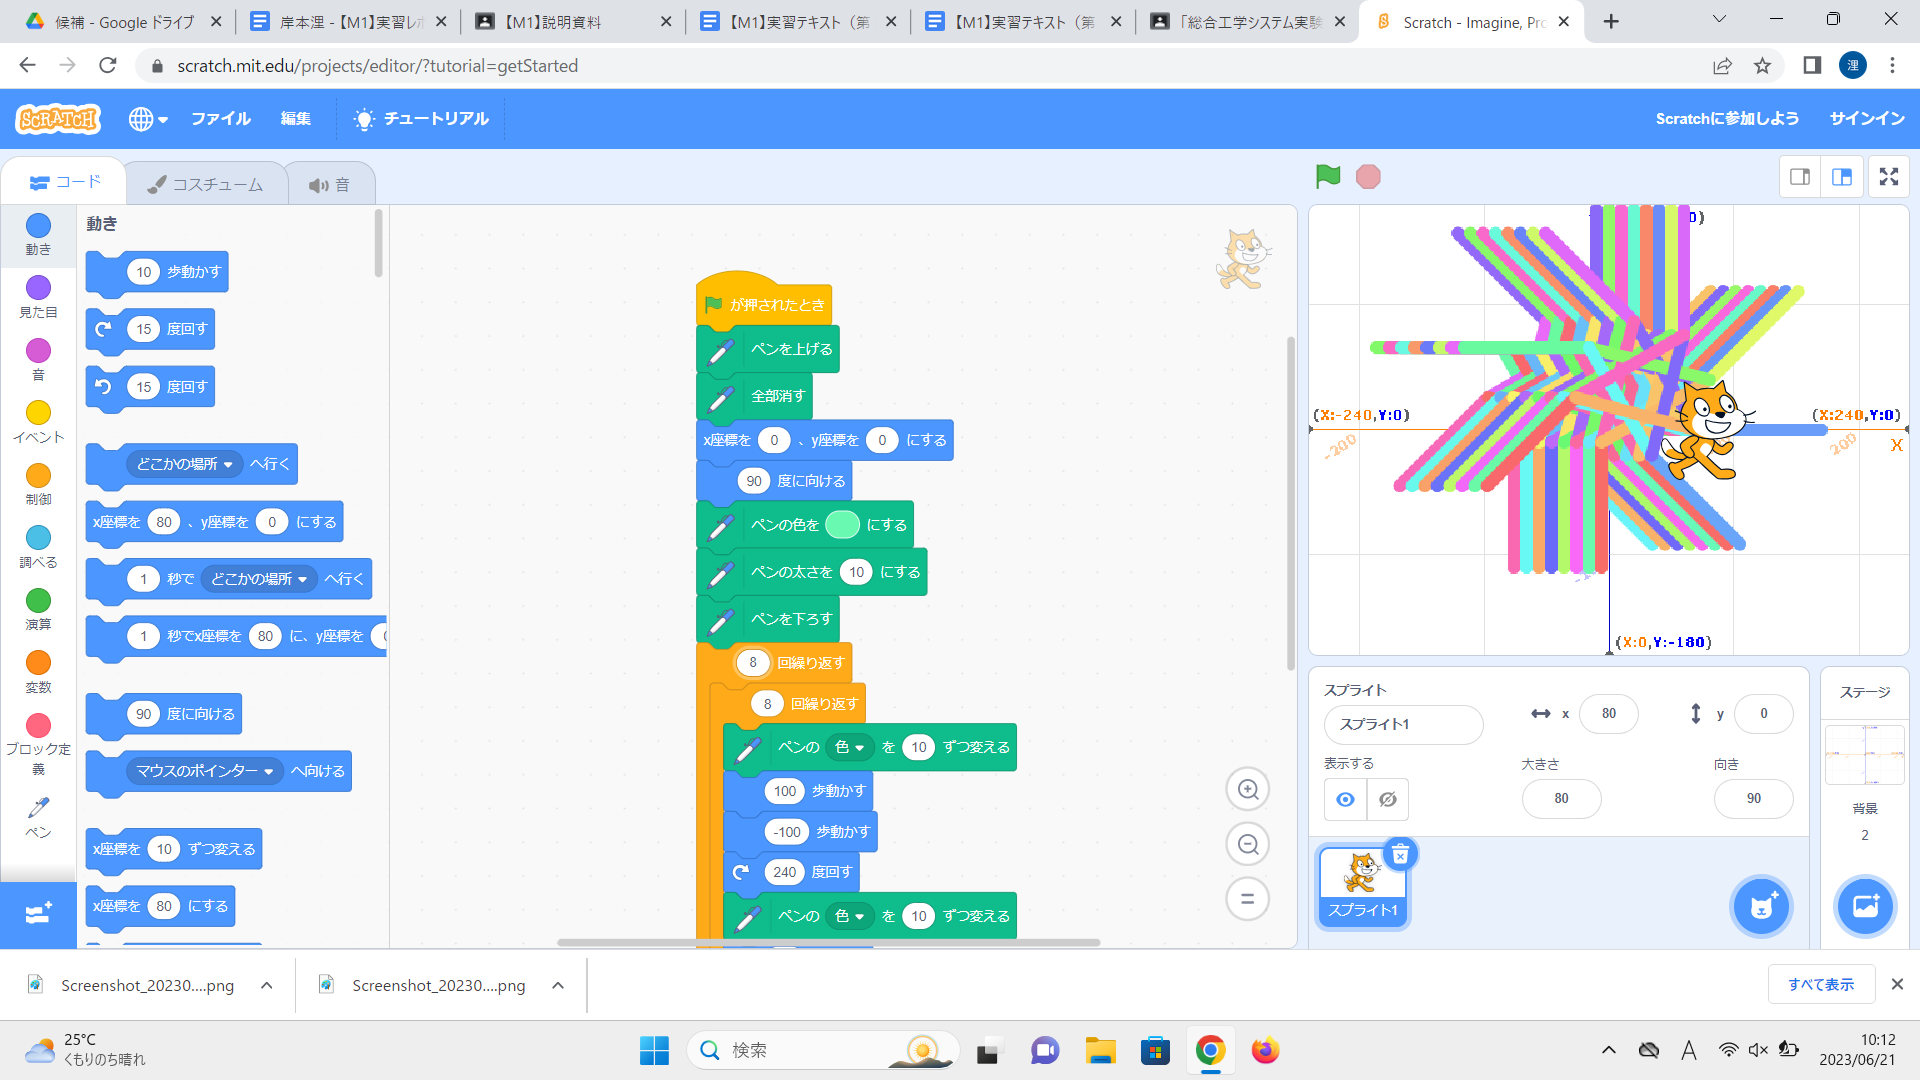 候補 - Google ドライブ
岸本浬 - 【M1】実習レポ
【M1】説明資料
【M1】実習テキスト（第
【M1】実習テキスト（第
「総合工学システム実験
Scratch - Imagine, Pro
scratch.mit.edu/projects/editor/?tutorial=getStarted
浬
SCRATCH
ファイル
編集
チュートリアル
Scratchに参加しよう
サインイン
コード
コスチューム
音
動き
見た目
音
イベント
制御
調べる
演算
変数
ブロック定義
ペン
動き
10 歩動かす
15 度回す
15 度回す
どこかの場所 へ行く
x座標を 80 、y座標を 0 にする
1 秒で どこかの場所 へ行く
1 秒でx座標を 80 に、y座標を
90 度に向ける
マウスのポインター へ向ける
x座標を 10 ずつ変える
x座標を 80 にする
が押されたとき
ペンを上げる
全部消す
x座標を 0 、y座標を 0 にする
90 度に向ける
ペンの色を にする
ペンの太さを 10 にする
ペンを下ろす
8 回繰り返す
8 回繰り返す
ペンの 色 を 10 ずつ変える
100 歩動かす
-100 歩動かす
240 度回す
ペンの 色 を 10 ずつ変える
0)
(X:-240,Y:0)
(X:240,Y:0)
-200
200
X
(X:0,Y:-180)
スプライト
スプライト1
x 80
y 0
表示する
大きさ
80
向き
90
スプライト1
ステージ
背景
2
Screenshot_20230....png
Screenshot_20230....png
すべて表示
25°C
くもりのち晴れ
検索
A
10:12
2023/06/21